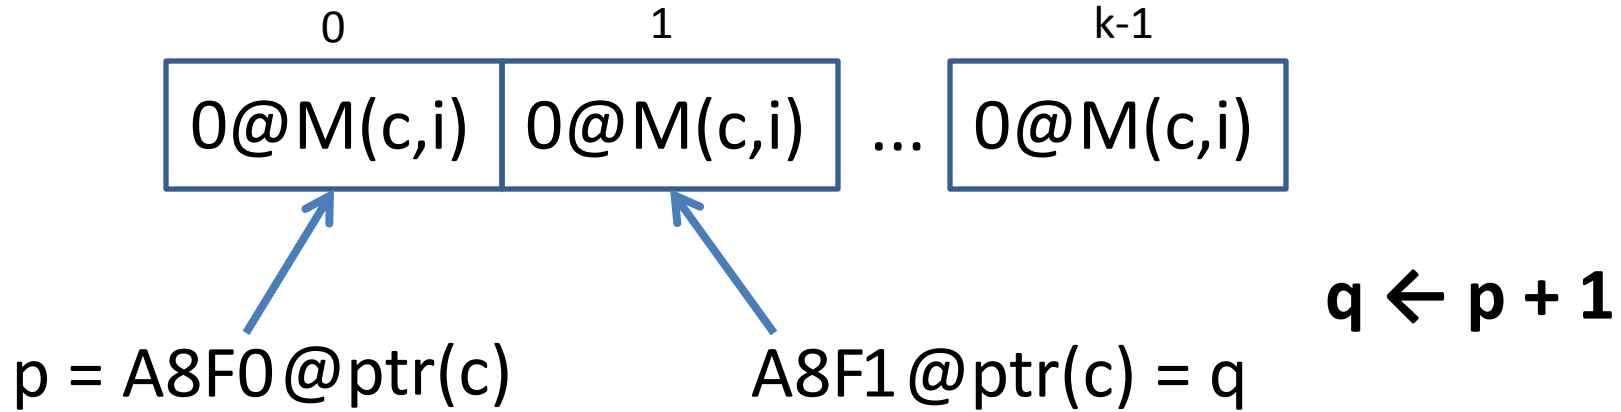 0 1 k-1
0@M(c,i) 0@M(c,i) ... 0@M(c,i)
q ← p + 1
p = A8F0@ptr(c) A8F1@ptr(c) = q